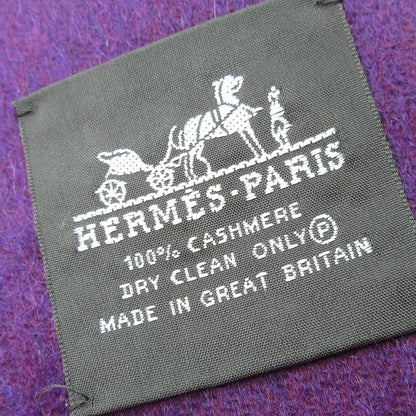 HERMÈS-PARIS
100% CASHMERE
DRY CLEAN ONLY Ⓟ
MADE IN GREAT BRITAIN